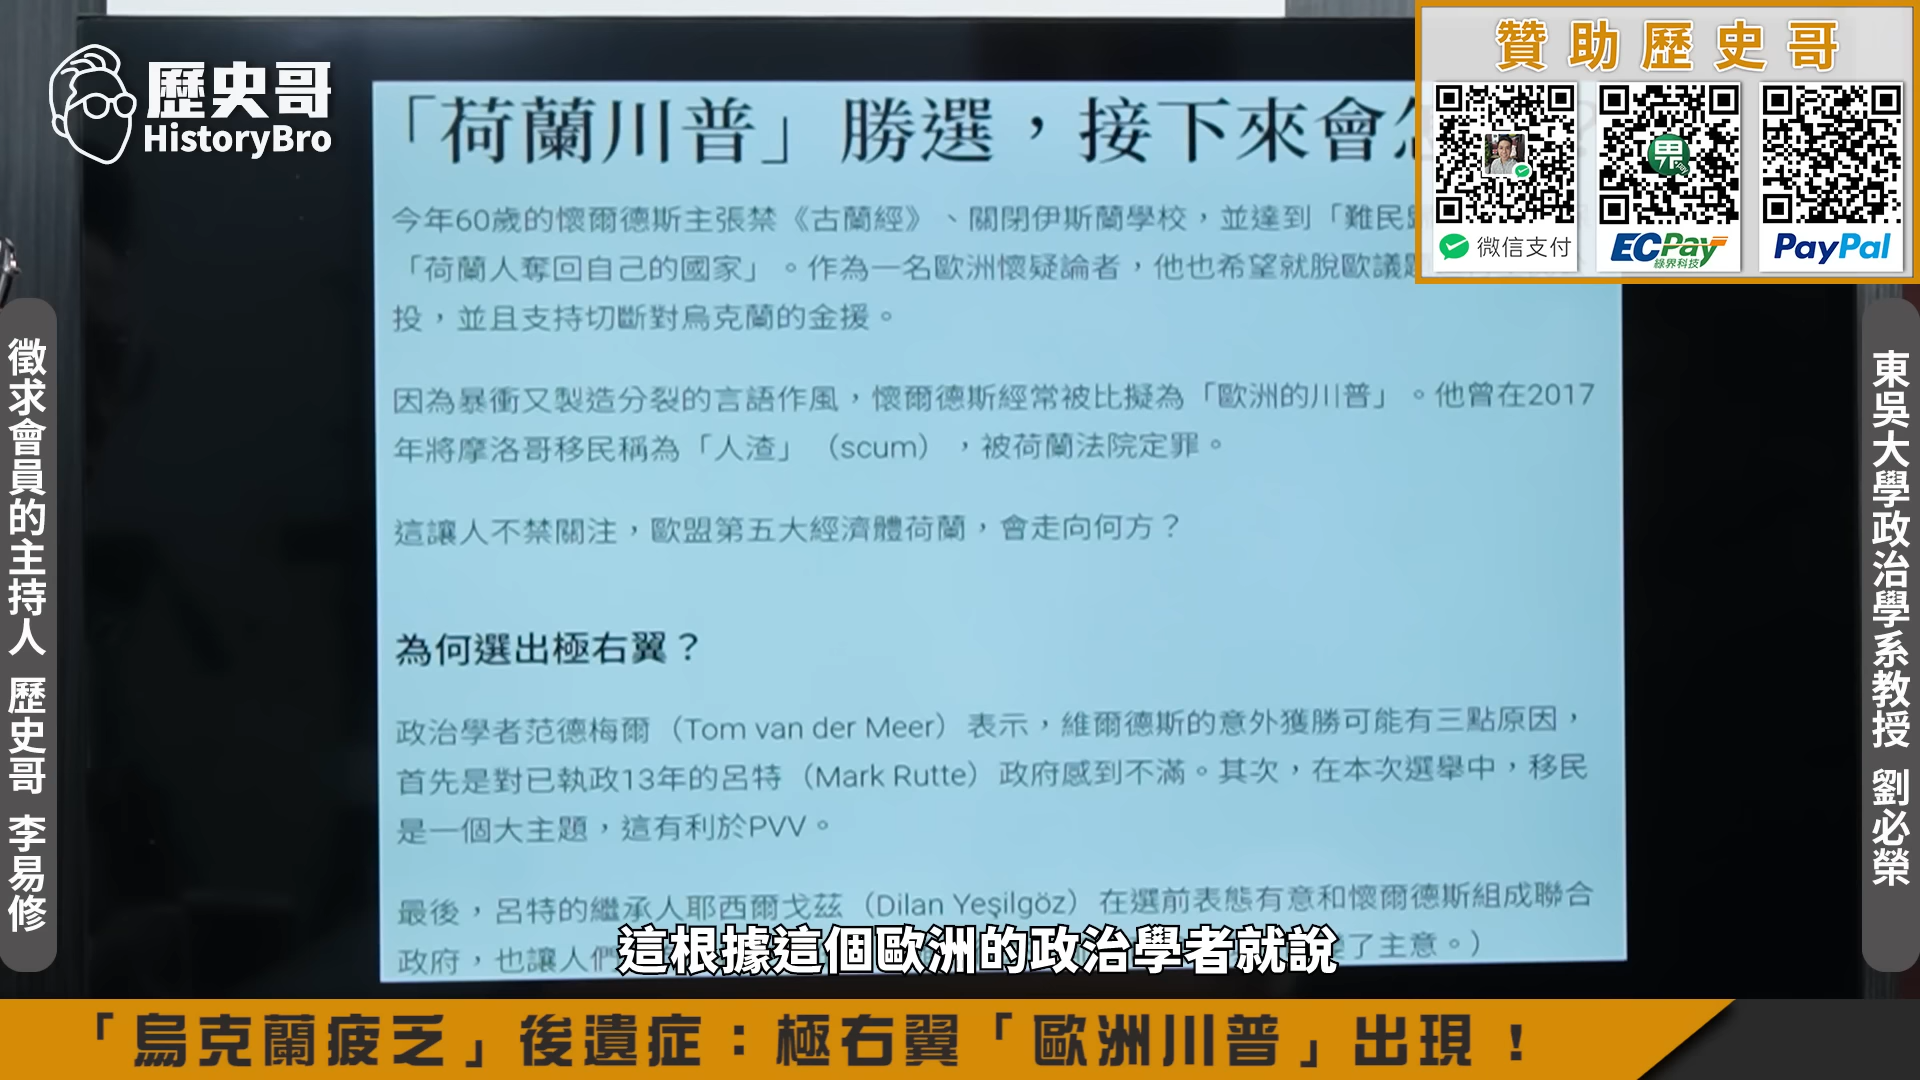 歷史哥
HistoryBro
贊助歷史哥
微信支付
ECPay
綠界科技
PayPal
「荷蘭川普」勝選，接下來會
今年60歲的懷爾德斯主張禁《古蘭經》、關閉伊斯蘭學校，並達到「難民
「荷蘭人奪回自己的國家」。作為一名歐洲懷疑論者，他也希望就脫歐議
投，並且支持切斷對烏克蘭的金援。
因為暴衝又製造分裂的言語作風，懷爾德斯經常被比擬為「歐洲的川普」。他曾在2017
年將摩洛哥移民稱為「人渣」（scum），被荷蘭法院定罪。
這讓人不禁關注，歐盟第五大經濟體荷蘭，會走向何方？
為何選出極右翼？
政治學者范德梅爾（Tom van der Meer）表示，維爾德斯的意外獲勝可能有三點原因，
首先是對已執政13年的呂特（Mark Rutte）政府感到不滿。其次，在本次選舉中，移民
是一個大主題，這有利於PVV。
最後，呂特的繼承人耶西爾戈茲（Dilan Yeşilgöz）在選前表態有意和懷爾德斯組成聯合
政府，也讓人們
了主意。）
這根據這個歐洲的政治學者就說
徵求會員的主持人 歷史哥 李易修
東吳大學政治學系教授 劉必榮
「烏克蘭疲乏」後遺症：極右翼「歐洲川普」出現！